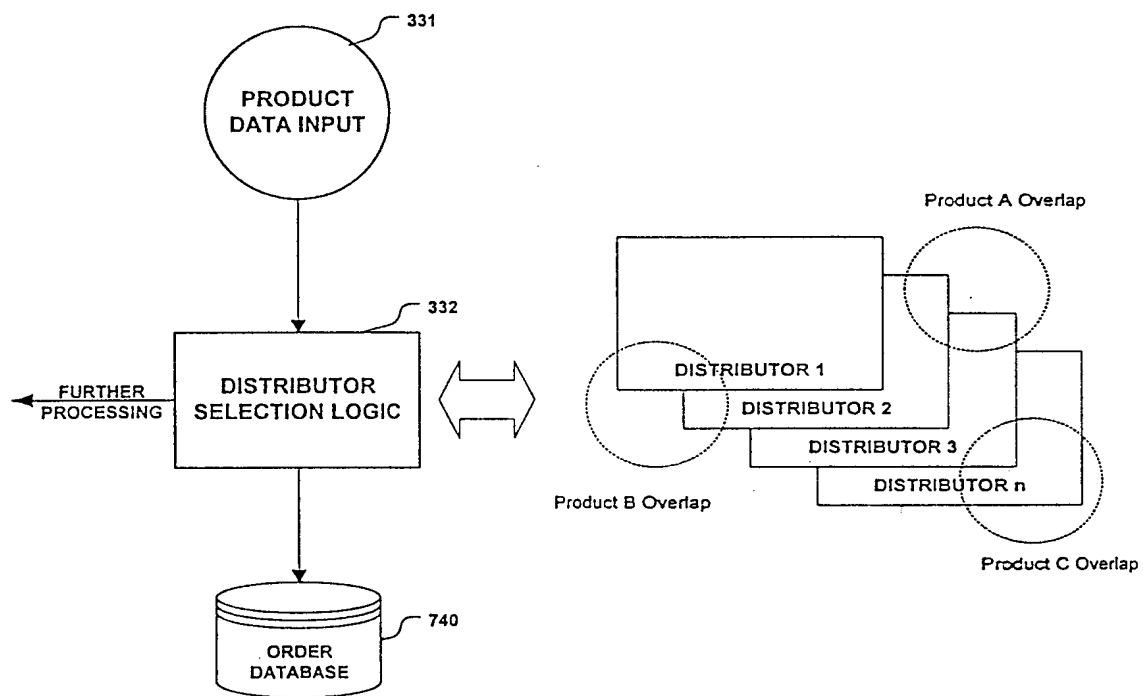 331
PRODUCT
DATA INPUT
Product A Overlap
332
DISTRIBUTOR
SELECTION LOGIC
FURTHER
PROCESSING
DISTRIBUTOR 1
DISTRIBUTOR 2
DISTRIBUTOR 3
DISTRIBUTOR n
Product B Overlap
Product C Overlap
740
ORDER
DATABASE